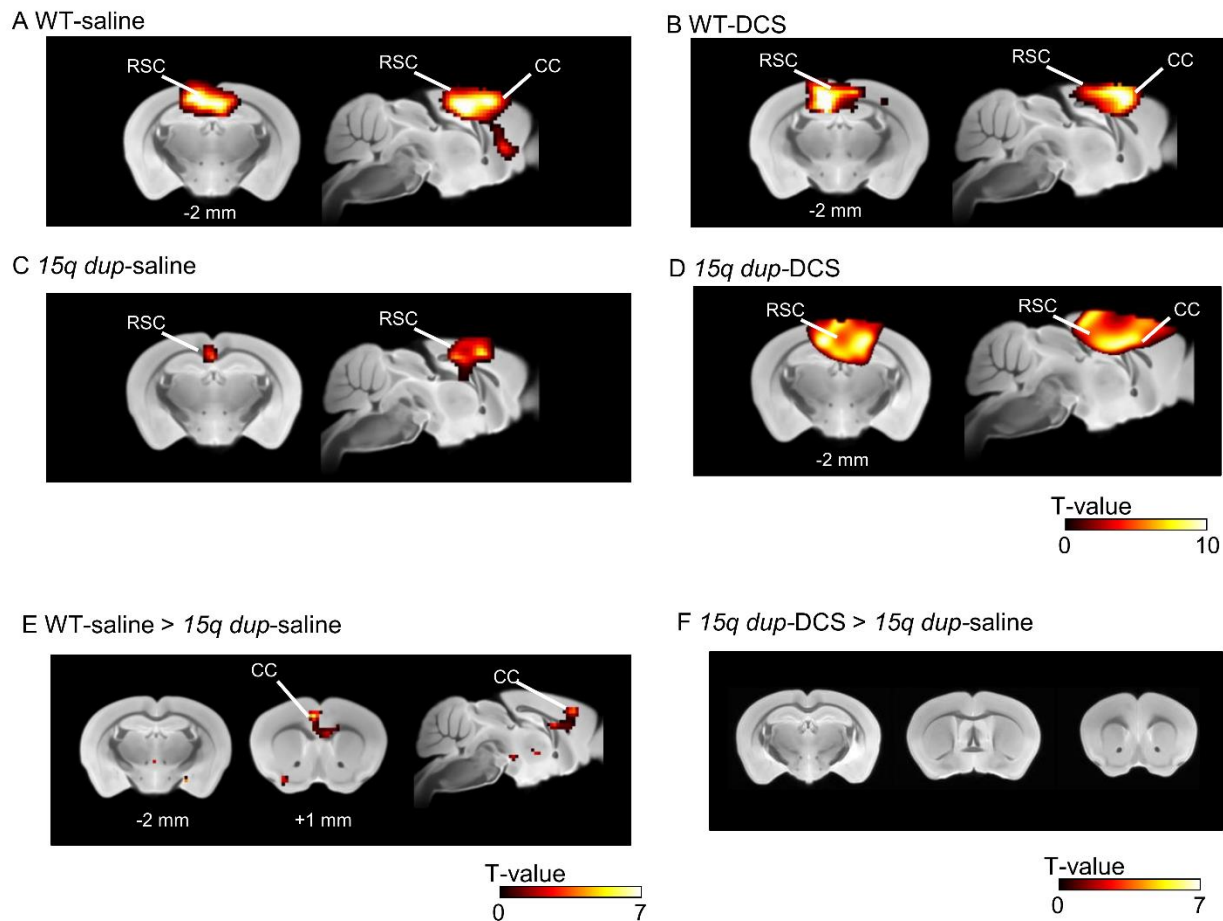 A WT-saline
B WT-DCS
RSC
RSC
CC
RSC
RSC
CC
-2 mm
-2 mm
C 15q dup-saline
D 15q dup-DCS
RSC
RSC
RSC
RSC
CC
-2 mm
T-value
0 10
E WT-saline > 15q dup-saline
F 15q dup-DCS > 15q dup-saline
CC
CC
-2 mm
+1 mm
T-value
0 7
T-value
0 7